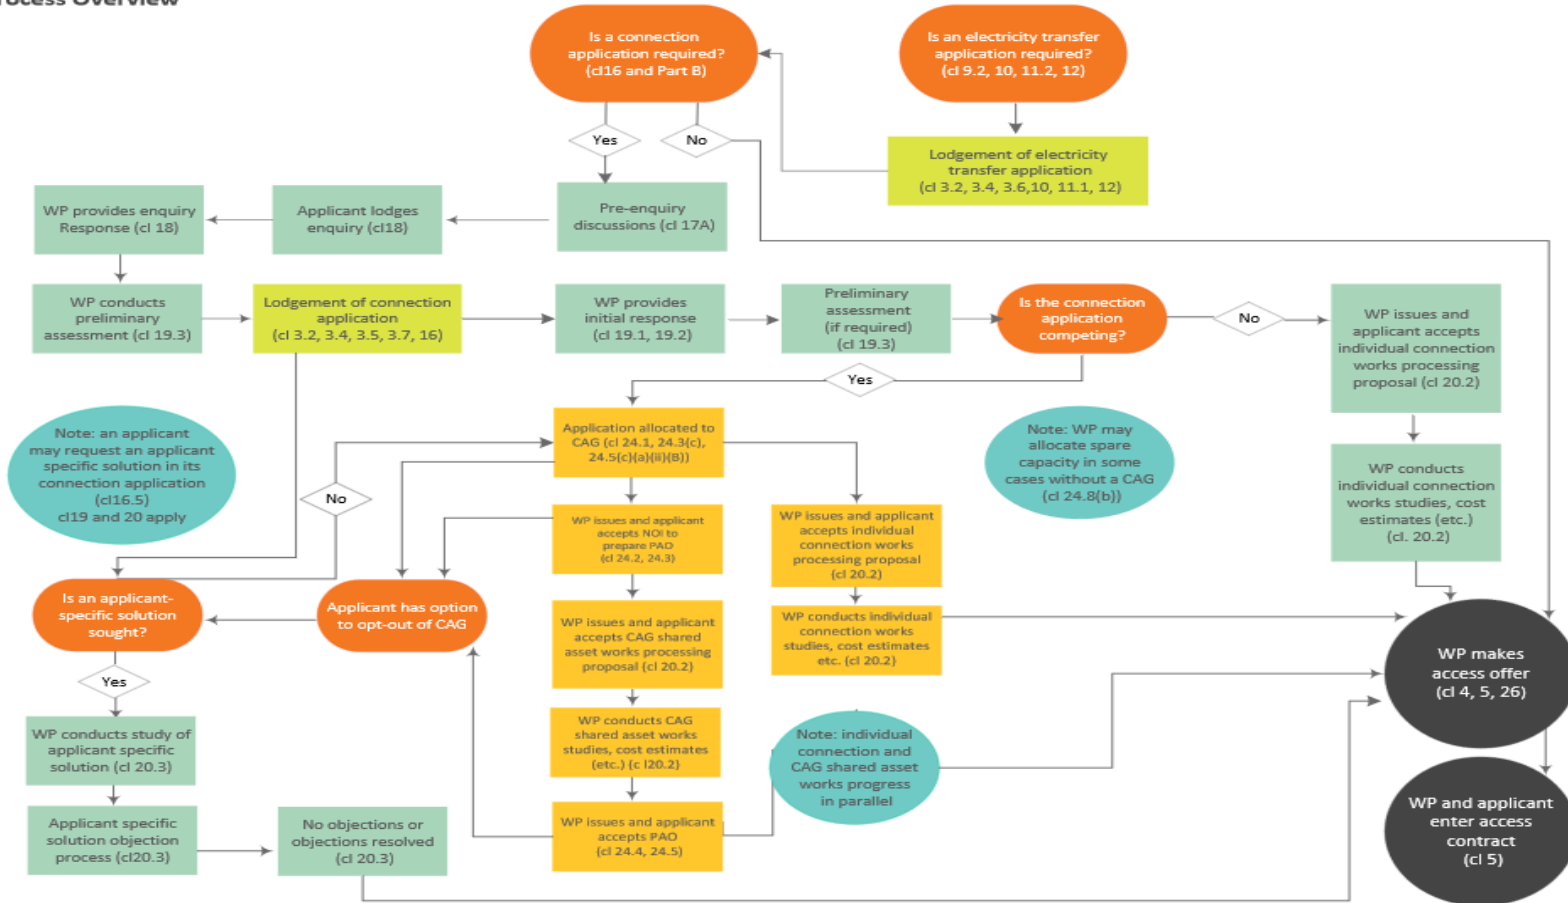 rocess Overview
Is a connection
application required?
(cl16 and Part B)
Is an electricity transfer
application required?
(cl 9.2, 10, 11.2, 12)
Yes
No
Lodgement of electricity
transfer application
(cl 3.2, 3.4, 3.6,10, 11.1, 12)
WP provides enquiry
Response (cl 18)
Applicant lodges
enquiry (cl18)
Pre-enquiry
discussions (cl 17A)
WP conducts
preliminary
assessment (cl 19.3)
Lodgement of connection
application
(cl 3.2, 3.4, 3.5, 3.7, 16)
WP provides
initial response
(cl 19.1, 19.2)
Preliminary
assessment
(if required)
(cl 19.3)
Is the connection
application
competing?
No
WP issues and
applicant accepts
individual connection
works processing
proposal (cl 20.2)
Yes
Note: an applicant
may request an applicant
specific solution in its
connection application
(cl16.5)
cl19 and 20 apply
No
Application allocated to
CAG (cl 24.1, 24.3(c),
24.5(c)(a)(ii)(B))
Note: WP may
allocate spare
capacity in some
cases without a CAG
(cl 24.8(b))
WP conducts
individual connection
works studies, cost
estimates (etc.)
(cl. 20.2)
WP issues and applicant
accepts NOI to
prepare PAO
(cl 24.2, 24.3)
WP issues and applicant
accepts individual
connection works
processing proposal
(cl 20.2)
Is an applicant-
specific solution
sought?
Applicant has option
to opt-out of CAG
WP issues and applicant
accepts CAG shared
asset works processing
proposal (cl 20.2)
WP conducts individual
connection works
studies, cost estimates
etc. (cl 20.2)
WP makes
access offer
(cl 4, 5, 26)
Yes
WP conducts study of
applicant specific
solution (cl 20.3)
WP conducts CAG
shared asset works
studies, cost estimates
(etc.) (c l20.2)
Note: individual
connection and
CAG shared asset
works progress
in parallel
Applicant specific
solution objection
process (cl20.3)
No objections or
objections resolved
(cl 20.3)
WP issues and applicant
accepts PAO
(cl 24.4, 24.5)
WP and applicant
enter access
contract
(cl 5)